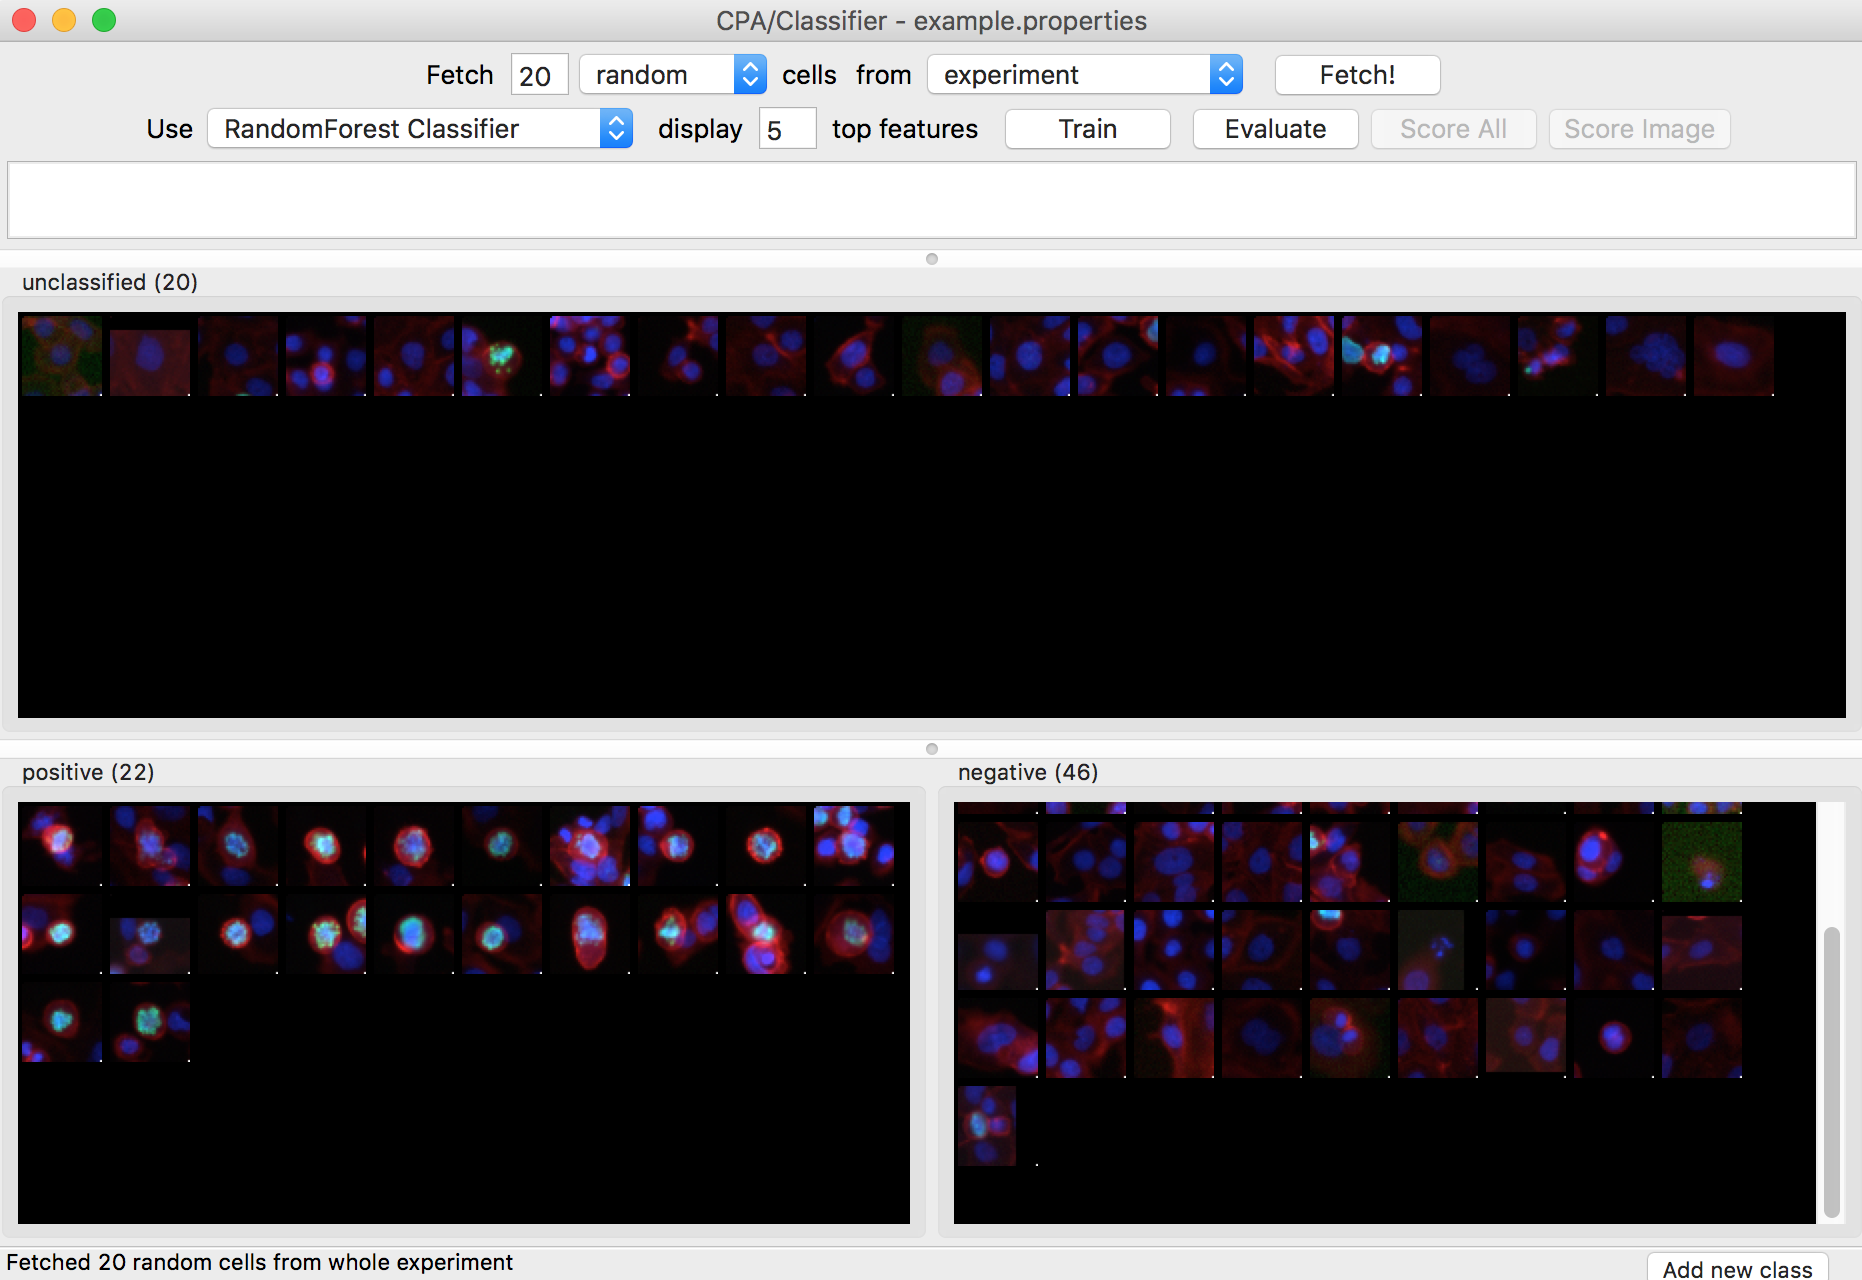 CPA/Classifier - example.properties
Fetch 20 random cells from experiment Fetch!
Use RandomForest Classifier display 5 top features Train Evaluate Score All Score Image
unclassified (20)
positive (22) negative (46)
Fetched 20 random cells from whole experiment Add new class